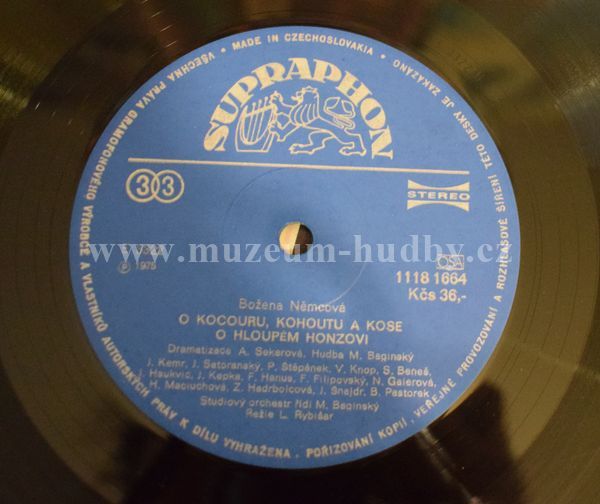 VŠECHNA PRÁVA GRAMOFONOVÉHO VÝROBCE A VLASTNÍKŮ AUTORSKÝCH PRÁV K DÍLU VYHRAŽENA . POŘIZOVÁNÍ KOPIÍ, VEŘEJNÉ PROVOZOVÁNÍ A ROZHLASOVÉ ŠÍŘENÍ TÉTO DESKY JE ZAKÁZÁNO
• MADE IN CZECHOSLOVAKIA •
SUPRAPHON
33
STEREO
www.muzeum-hudby.cz
℗ 1975
OSA
1118 1664
Kčs 36,-
Božena Němcová
O KOCOURU, KOHOUTU A KOSE
O HLOUPÉM HONZOVI
Dramatizace A. Sekerová. Hudba M. Baginský
J. Kemr, J. Satoranský, P. Štěpánek, V. Knop, S. Beneš,
J. Haukvic, J. Kepka, F. Hanus, F. Filipovský, N. Gaierová,
H. Maciuchová, Z. Hadrbolcová, J. Šnajdr, B. Pastorek
Studiový orchestr řídí M. Baginský
Režie L. Rybišar